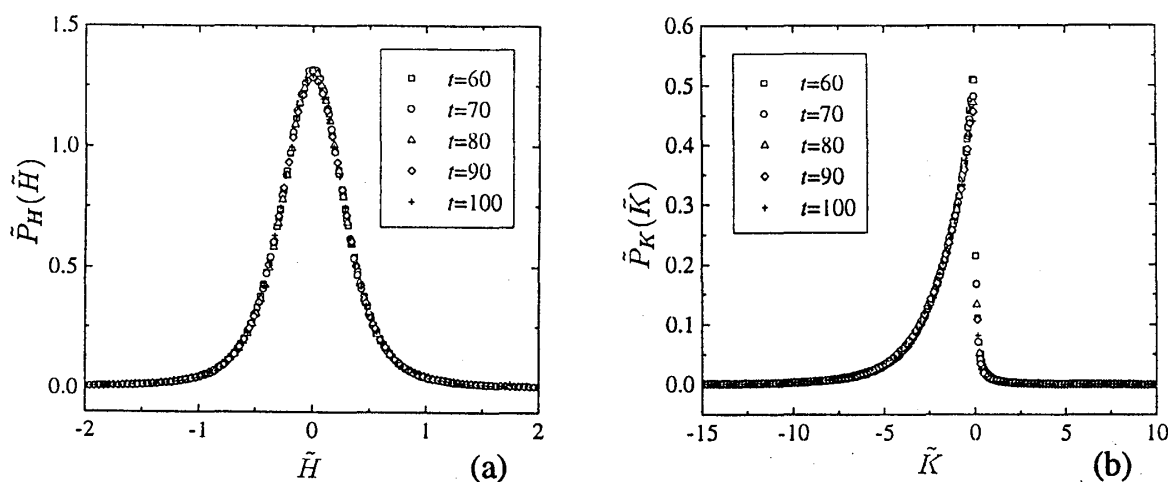 1.5
1.0
0.5
0.0
P̃_H(H̃)
□ t=60
○ t=70
△ t=80
◇ t=90
+ t=100
-2 -1 0 1 2
H̃
(a)
0.6
0.5
0.4
0.3
0.2
0.1
0.0
P̃_K(K̃)
□ t=60
○ t=70
△ t=80
◇ t=90
+ t=100
-15 -10 -5 0 5 10
K̃
(b)